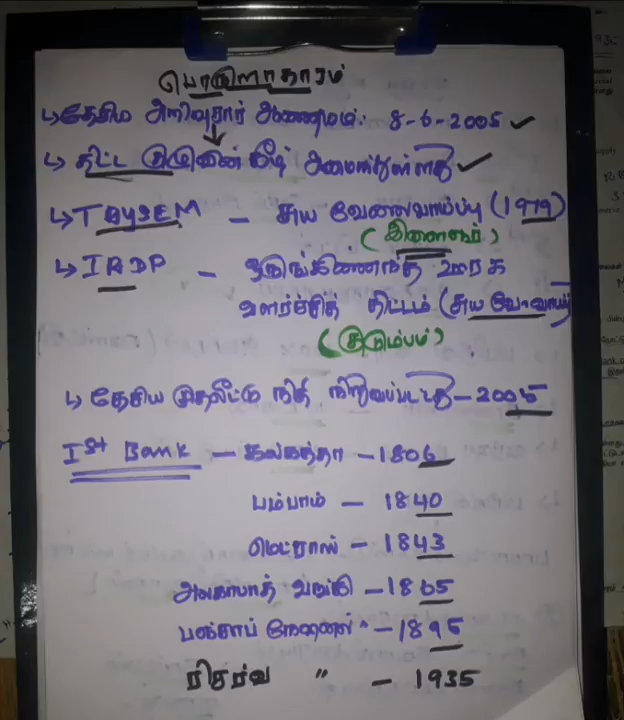 பொருளாதாரம்
↳ தேசிய அறிவுசார் ஆணையம்: 8-6-2005 ✓
↳ திட்ட குழுவின் கீழ் அமைந்துள்ளது ✓
↳ TRYSEM – சுய வேலைவாய்ப்பு (1979)
(இளைஞர்)
↳ IRDP – ஒருங்கிணைந்த ஊரக
வளர்ச்சித் திட்டம் (சுய வேலைவாய்ப்பு)
(குடும்பம்)
↳ தேசிய முதலீட்டு நிதி நிறுவப்பட்டது – 2005
Ist Bank – கல்கத்தா – 1806
பம்பாய் – 1840
மெட்ராஸ் – 1843
அலகாபாத் வங்கி – 1865
பஞ்சாப் நேஷனல் " – 1895
ரிசர்வ் " – 1935